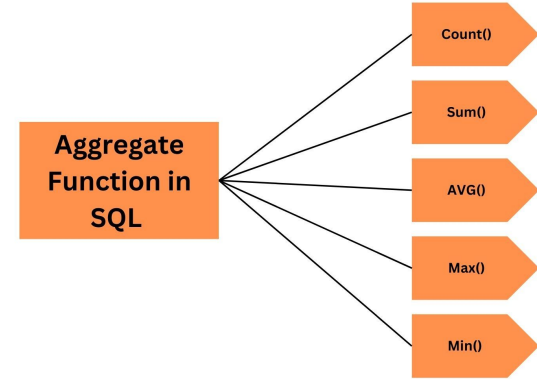 Aggregate
Function in
SQL
Count()
Sum()
AVG()
Max()
Min()